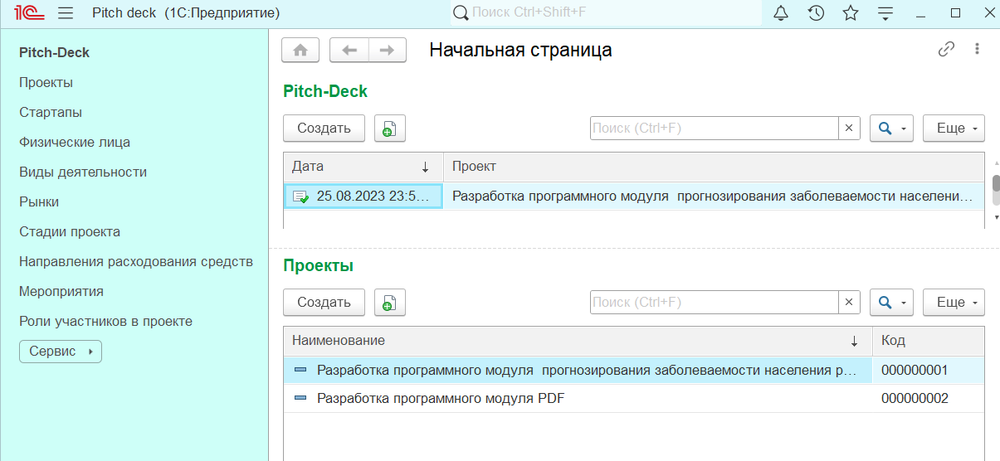 1С Pitch deck (1С:Предприятие) Поиск Ctrl+Shift+F
Pitch-Deck
Проекты
Стартапы
Физические лица
Виды деятельности
Рынки
Стадии проекта
Направления расходования средств
Мероприятия
Роли участников в проекте
Сервис
Начальная страница
Pitch-Deck
Создать Поиск (Ctrl+F) × Еще
Дата Проект
25.08.2023 23:5... Разработка программного модуля прогнозирования заболеваемости населени...
Проекты
Создать Поиск (Ctrl+F) × Еще
Наименование Код
Разработка программного модуля прогнозирования заболеваемости населения р... 000000001
Разработка программного модуля PDF 000000002